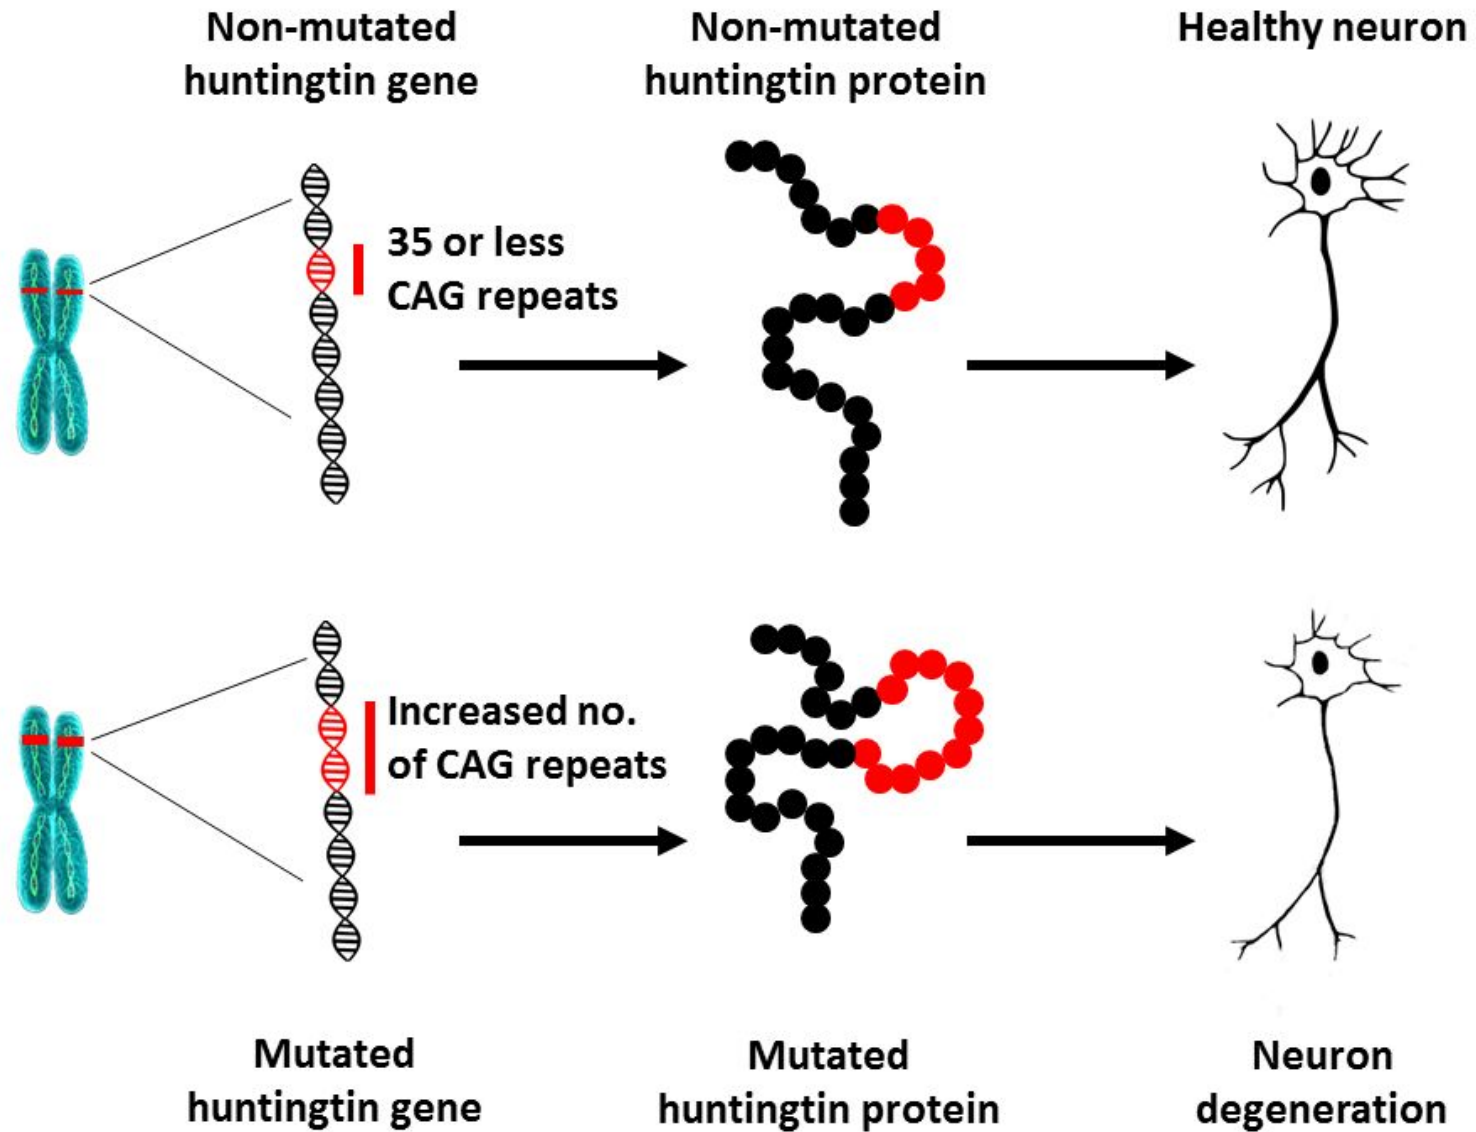 Non-mutated
huntingtin gene
Non-mutated
huntingtin protein
Healthy neuron
35 or less
CAG repeats
Increased no.
of CAG repeats
Mutated
huntingtin gene
Mutated
huntingtin protein
Neuron
degeneration